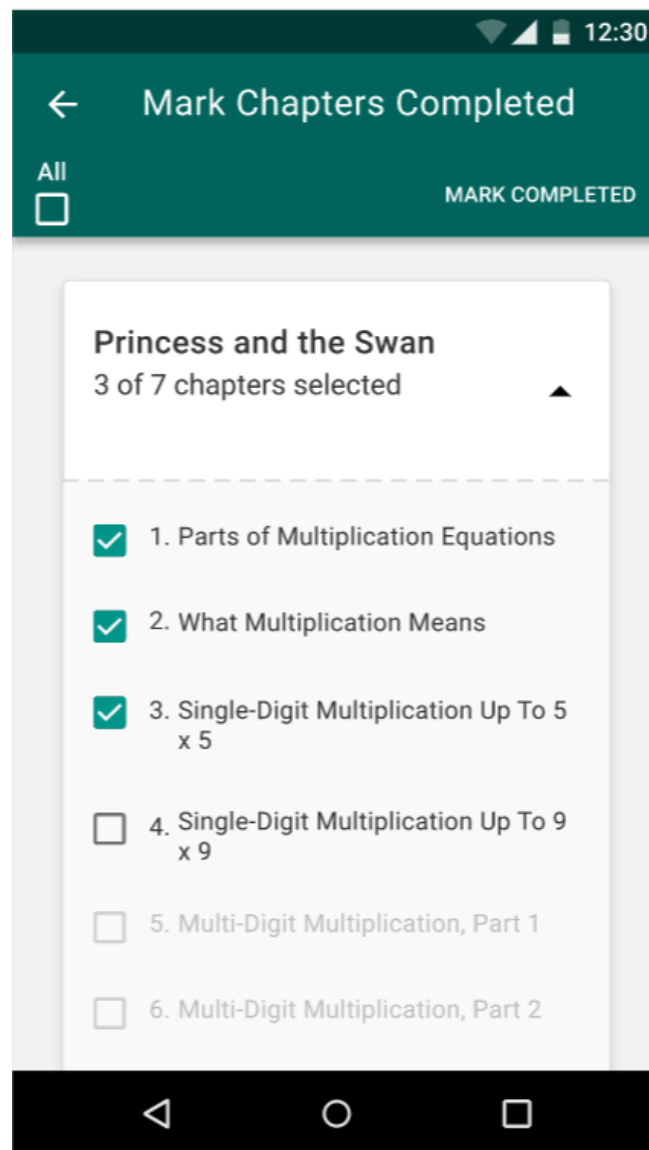 12:30
Mark Chapters Completed
All
MARK COMPLETED
Princess and the Swan
3 of 7 chapters selected
1. Parts of Multiplication Equations
2. What Multiplication Means
3. Single-Digit Multiplication Up To 5
x 5
4. Single-Digit Multiplication Up To 9
x 9
5. Multi-Digit Multiplication, Part 1
6. Multi-Digit Multiplication, Part 2